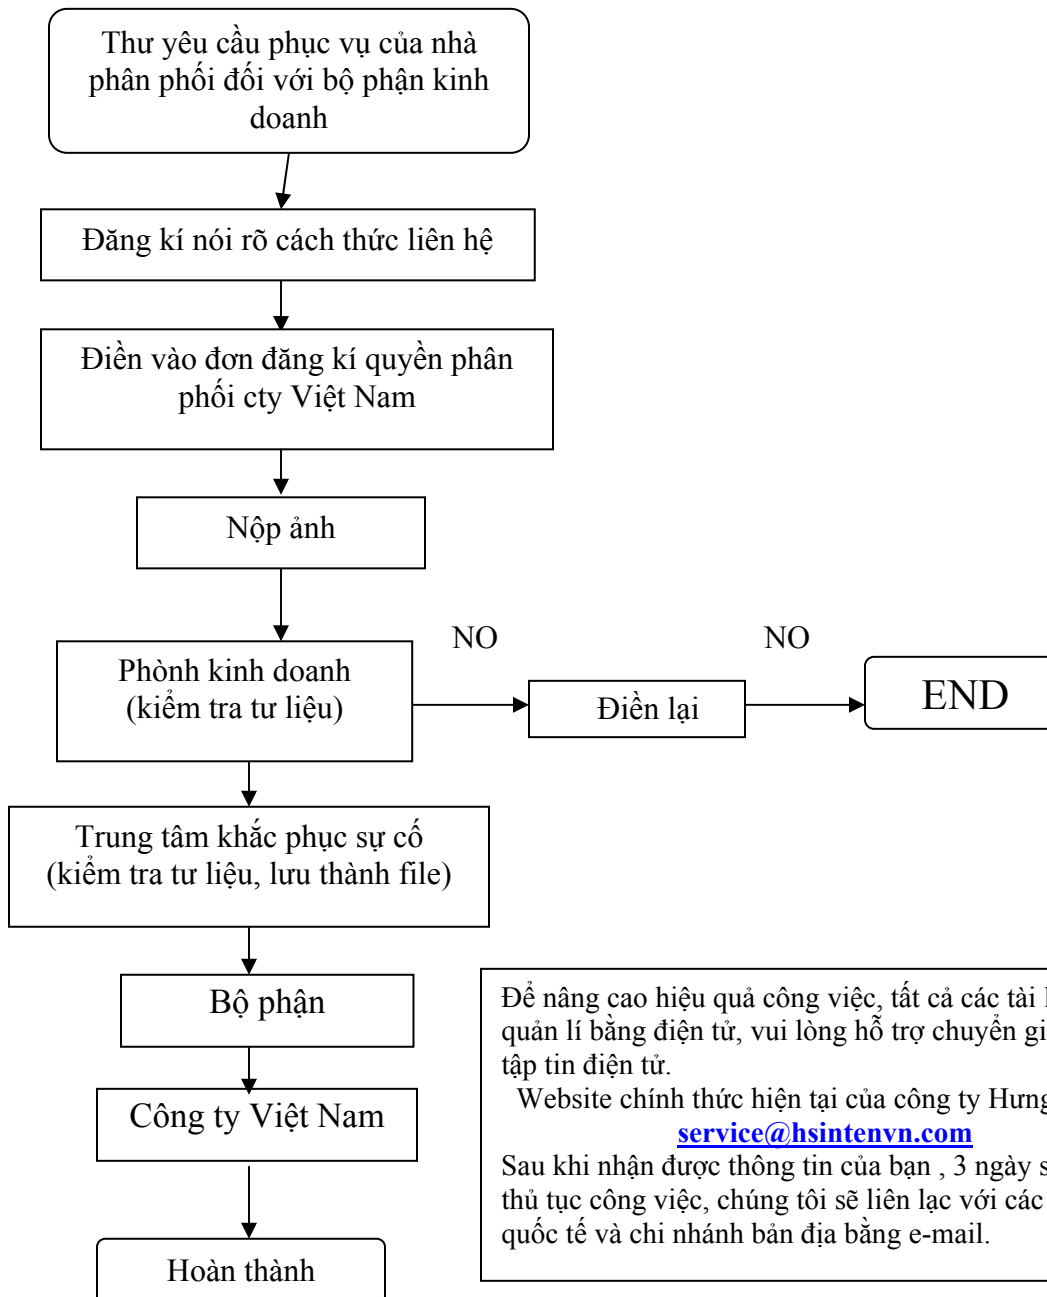 Thư yêu cầu phục vụ của nhà
phân phối đối với bộ phận kinh
doanh
Đăng kí nói rõ cách thức liên hệ
Điền vào đơn đăng kí quyền phân
phối cty Việt Nam
Nộp ảnh
NO
NO
Phònh kinh doanh
(kiểm tra tư liệu)
Điền lại
END
Trung tâm khắc phục sự cố
(kiểm tra tư liệu, lưu thành file)
Bộ phận
Công ty Việt Nam
Hoàn thành
Để nâng cao hiệu quả công việc, tất cả các tài
quản lí bằng điện tử, vui lòng hỗ trợ chuyển
tập tin điện tử.
Website chính thức hiện tại của công ty Hưng
service@hsintenvn.com
Sau khi nhận được thông tin của bạn , 3 ngày
thủ tục công việc, chúng tôi sẽ liên lạc với các
quốc tế và chi nhánh bản địa bằng e-mail.